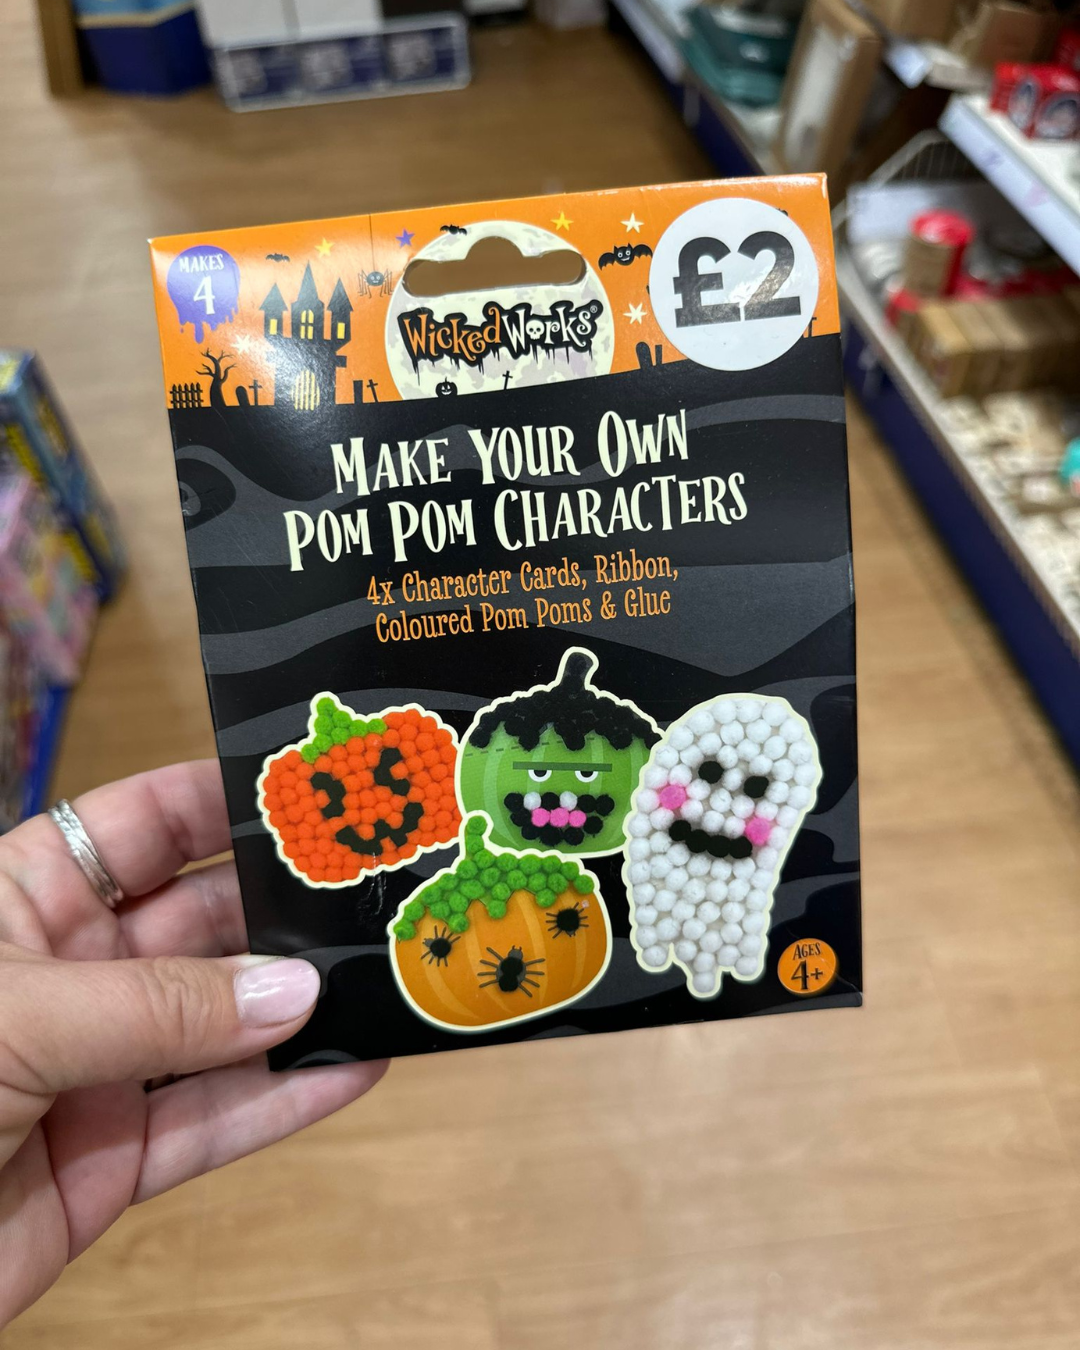 MAKES
4
WickedWorks®
£2
MAKE YOUR OWN
POM POM CHARACTERS
4x Character Cards, Ribbon,
Coloured Pom Poms & Glue
AGES
4+